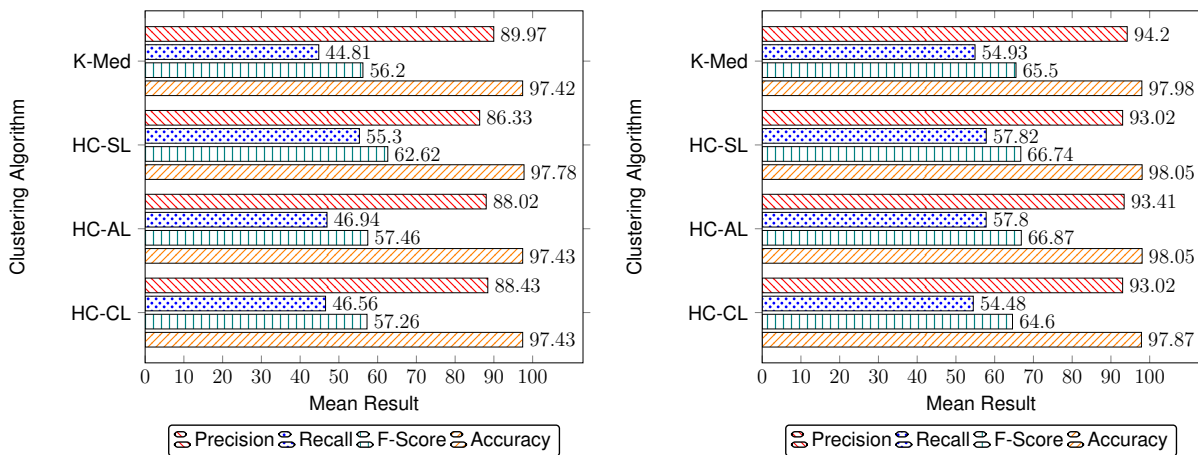 Clustering Algorithm
K-Med
89.97
44.81
56.2
97.42
HC-SL
86.33
55.3
62.62
97.78
HC-AL
88.02
46.94
57.46
97.43
HC-CL
88.43
46.56
57.26
97.43
0 10 20 30 40 50 60 70 80 90 100
Mean Result
Precision Recall F-Score Accuracy
Clustering Algorithm
K-Med
94.2
54.93
65.5
97.98
HC-SL
93.02
57.82
66.74
98.05
HC-AL
93.41
57.8
66.87
98.05
HC-CL
93.02
54.48
64.6
97.87
0 10 20 30 40 50 60 70 80 90 100
Mean Result
Precision Recall F-Score Accuracy